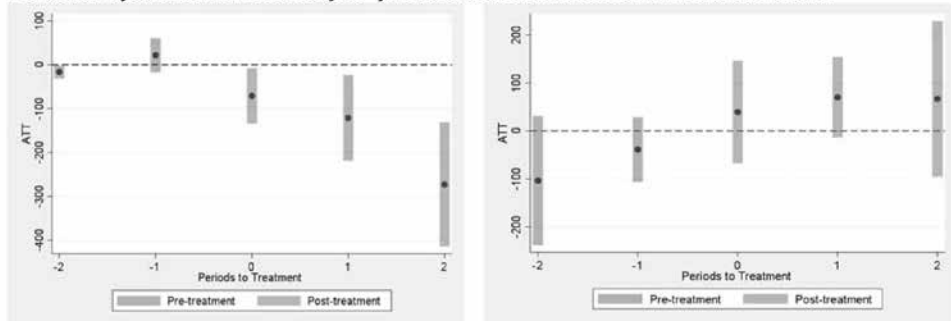 100
0
-100
-200
-300
-400
ATT
-2
-1
0
1
2
Periods to Treatment
Pre-treatment
Post-treatment
200
100
0
-100
-200
ATT
-2
-1
0
1
2
Periods to Treatment
Pre-treatment
Post-treatment